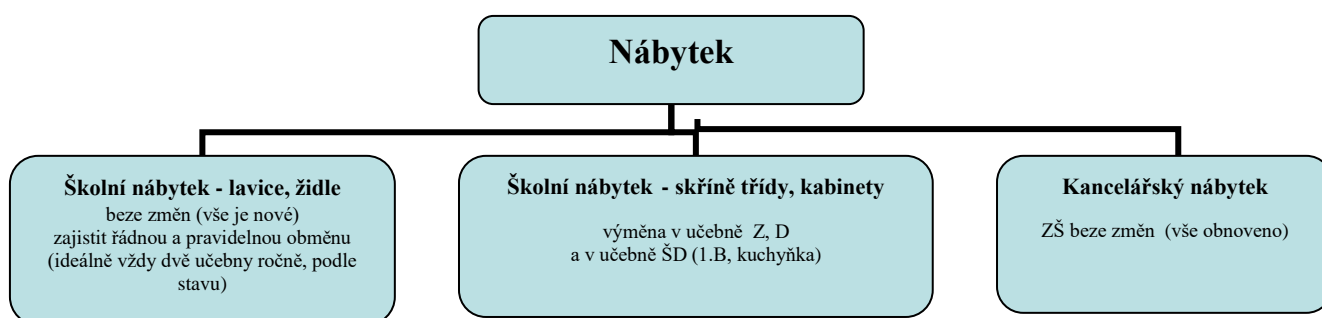 Nábytek
Školní nábytek - lavice, židle
beze změn (vše je nové)
zajistit řádnou a pravidelnou obměnu
(ideálně vždy dvě učebny ročně, podle
stavu)
Školní nábytek - skříně třídy, kabinety
výměna v učebně Z, D
a v učebně ŠD (1.B, kuchyňka)
Kancelářský nábytek
ZŠ beze změn (vše obnoveno)